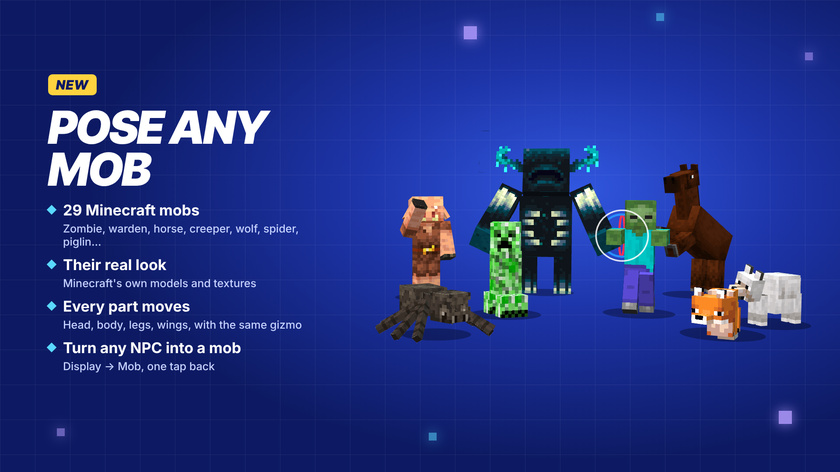 NEW
POSE ANY
MOB
29 Minecraft mobs
Zombie, warden, horse, creeper, wolf, spider,
piglin...
Their real look
Minecraft's own models and textures
Every part moves
Head, body, legs, wings, with the same gizmo
Turn any NPC into a mob
Display → Mob, one tap back